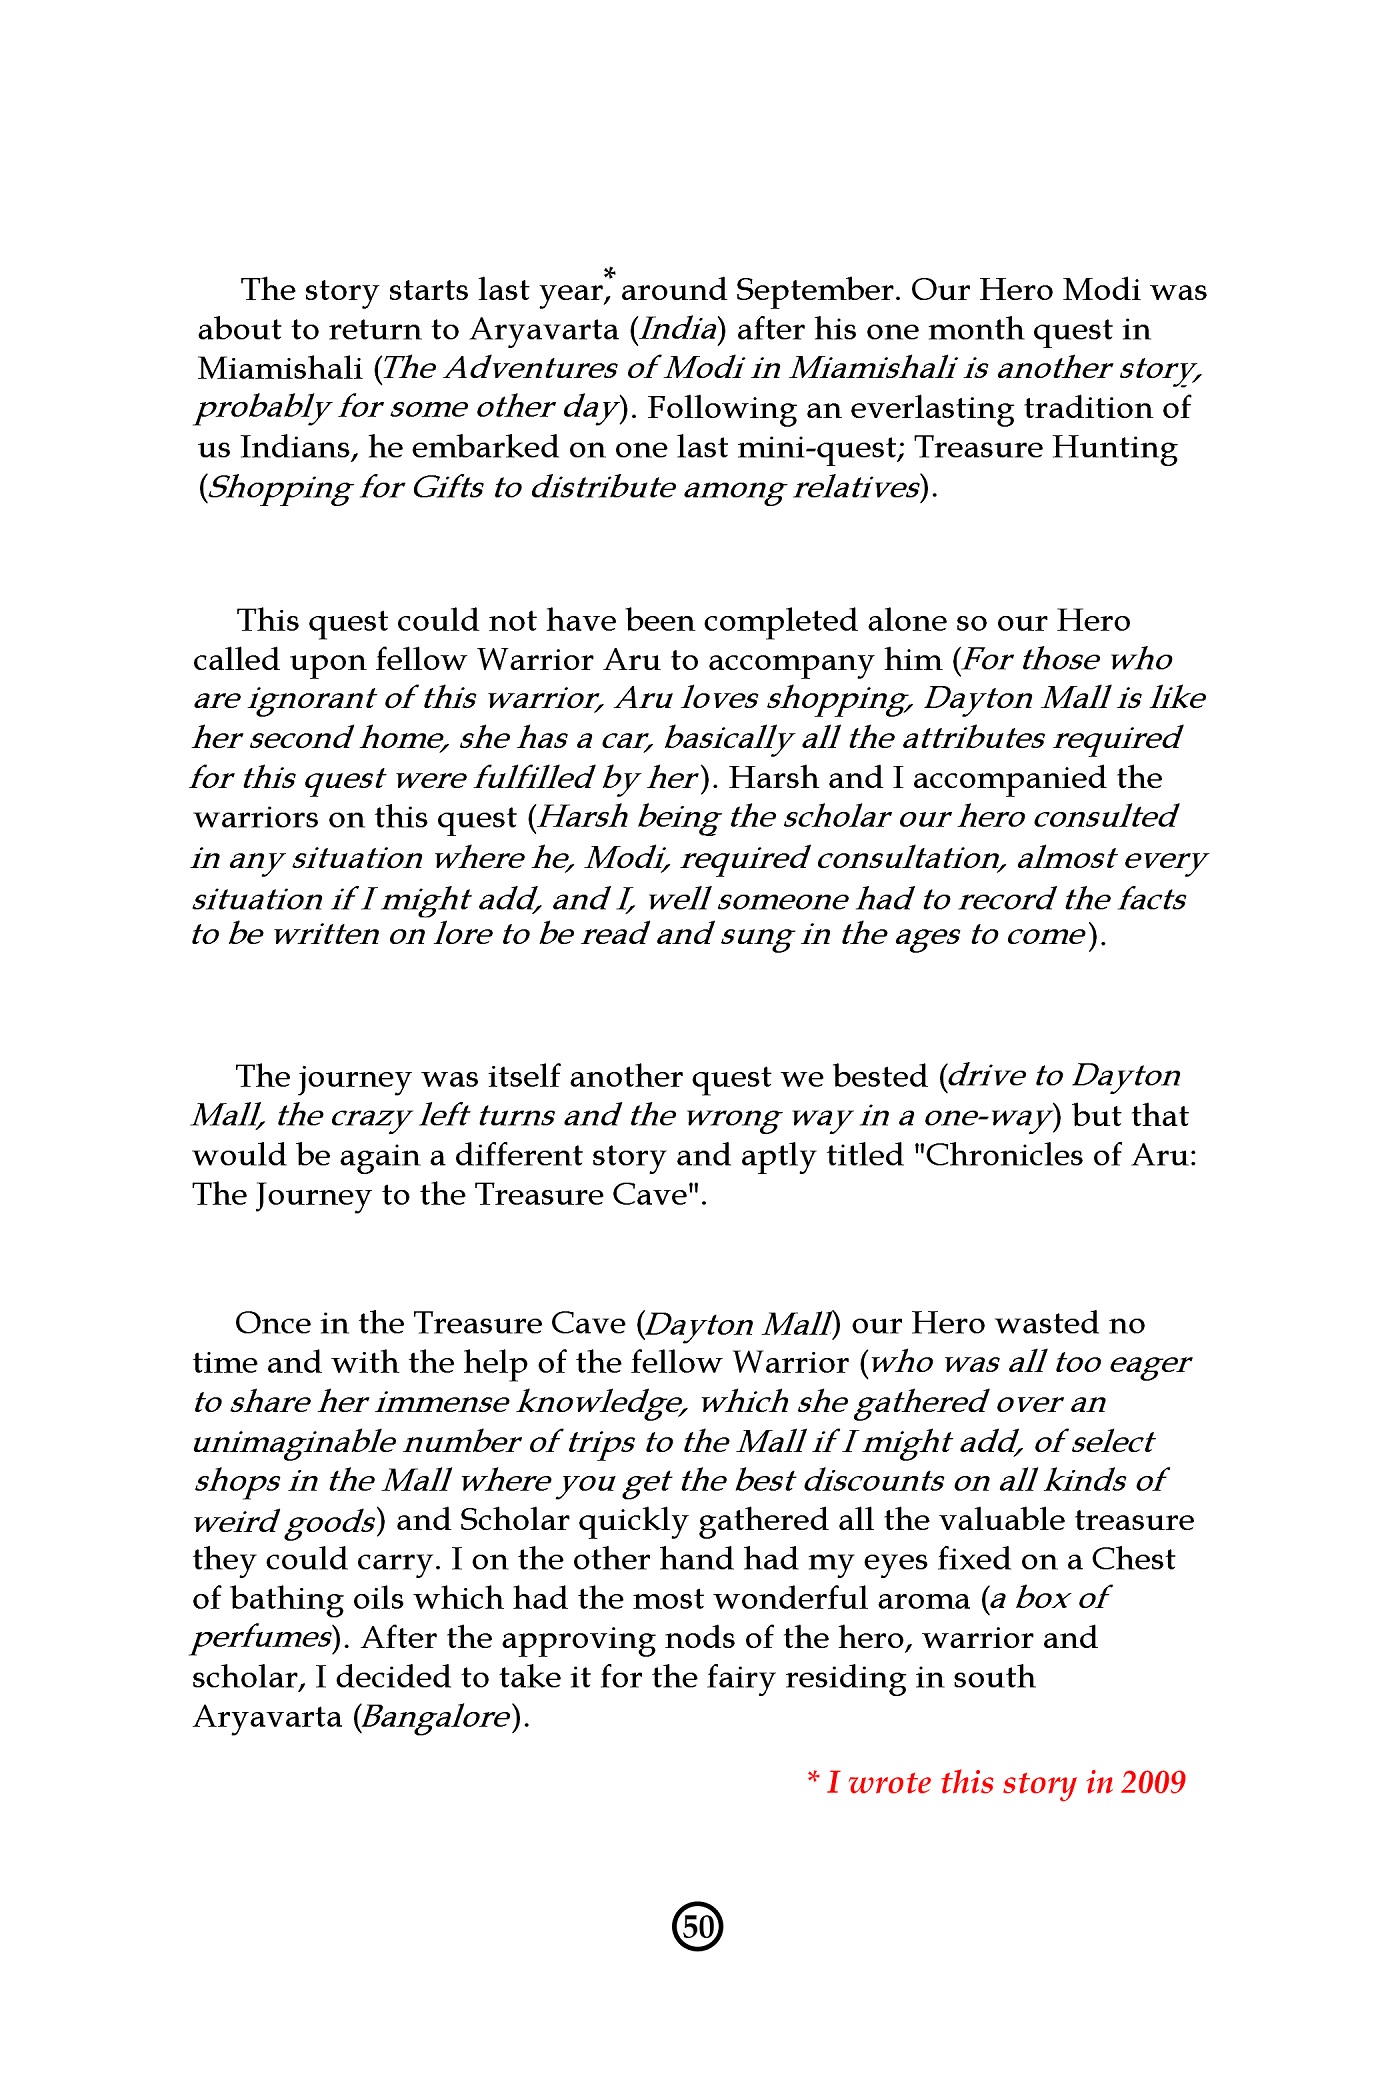 The story starts last year,* around September. Our Hero Modi was
about to return to Aryavarta (India) after his one month quest in
Miamishali (The Adventures of Modi in Miamishali is another story,
probably for some other day). Following an everlasting tradition of
us Indians, he embarked on one last mini-quest; Treasure Hunting
(Shopping for Gifts to distribute among relatives).
This quest could not have been completed alone so our Hero
called upon fellow Warrior Aru to accompany him (For those who
are ignorant of this warrior, Aru loves shopping, Dayton Mall is like
her second home, she has a car, basically all the attributes required
for this quest were fulfilled by her). Harsh and I accompanied the
warriors on this quest (Harsh being the scholar our hero consulted
in any situation where he, Modi, required consultation, almost every
situation if I might add, and I, well someone had to record the facts
to be written on lore to be read and sung in the ages to come).
The journey was itself another quest we bested (drive to Dayton
Mall, the crazy left turns and the wrong way in a one-way) but that
would be again a different story and aptly titled "Chronicles of Aru:
The Journey to the Treasure Cave".
Once in the Treasure Cave (Dayton Mall) our Hero wasted no
time and with the help of the fellow Warrior (who was all too eager
to share her immense knowledge, which she gathered over an
unimaginable number of trips to the Mall if I might add, of select
shops in the Mall where you get the best discounts on all kinds of
weird goods) and Scholar quickly gathered all the valuable treasure
they could carry. I on the other hand had my eyes fixed on a Chest
of bathing oils which had the most wonderful aroma (a box of
perfumes). After the approving nods of the hero, warrior and
scholar, I decided to take it for the fairy residing in south
Aryavarta (Bangalore).
* I wrote this story in 2009
50